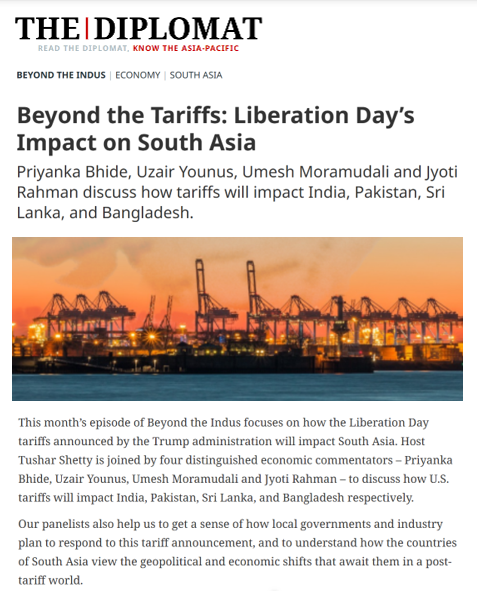 THE|DIPLOMAT
READ THE DIPLOMAT, KNOW THE ASIA-PACIFIC
BEYOND THE INDUS | ECONOMY | SOUTH ASIA
Beyond the Tariffs: Liberation Day’s
Impact on South Asia
Priyanka Bhide, Uzair Younus, Umesh Moramudali and Jyoti
Rahman discuss how tariffs will impact India, Pakistan, Sri
Lanka, and Bangladesh.
This month’s episode of Beyond the Indus focuses on how the Liberation Day
tariffs announced by the Trump administration will impact South Asia. Host
Tushar Shetty is joined by four distinguished economic commentators – Priyanka
Bhide, Uzair Younus, Umesh Moramudali and Jyoti Rahman – to discuss how U.S.
tariffs will impact India, Pakistan, Sri Lanka, and Bangladesh respectively.
Our panelists also help us to get a sense of how local governments and industry
plan to respond to this tariff announcement, and to understand how the countries
of South Asia view the geopolitical and economic shifts that await them in a post-
tariff world.